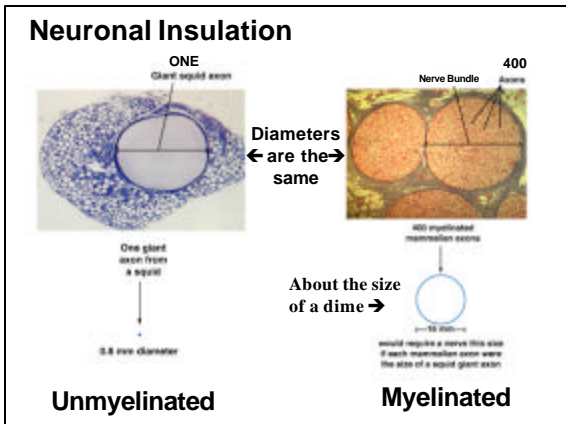 Neuronal Insulation
ONE
Giant squid axon
400
Axons
Nerve Bundle
Diameters
← are the →
same
One giant
axon from
a squid
0.8 mm diameter
Unmyelinated
400 myelinated
mammalian axons
About the size
of a dime →
16 mm
would require a nerve this size
if each mammalian axon were
the size of a squid giant axon
Myelinated